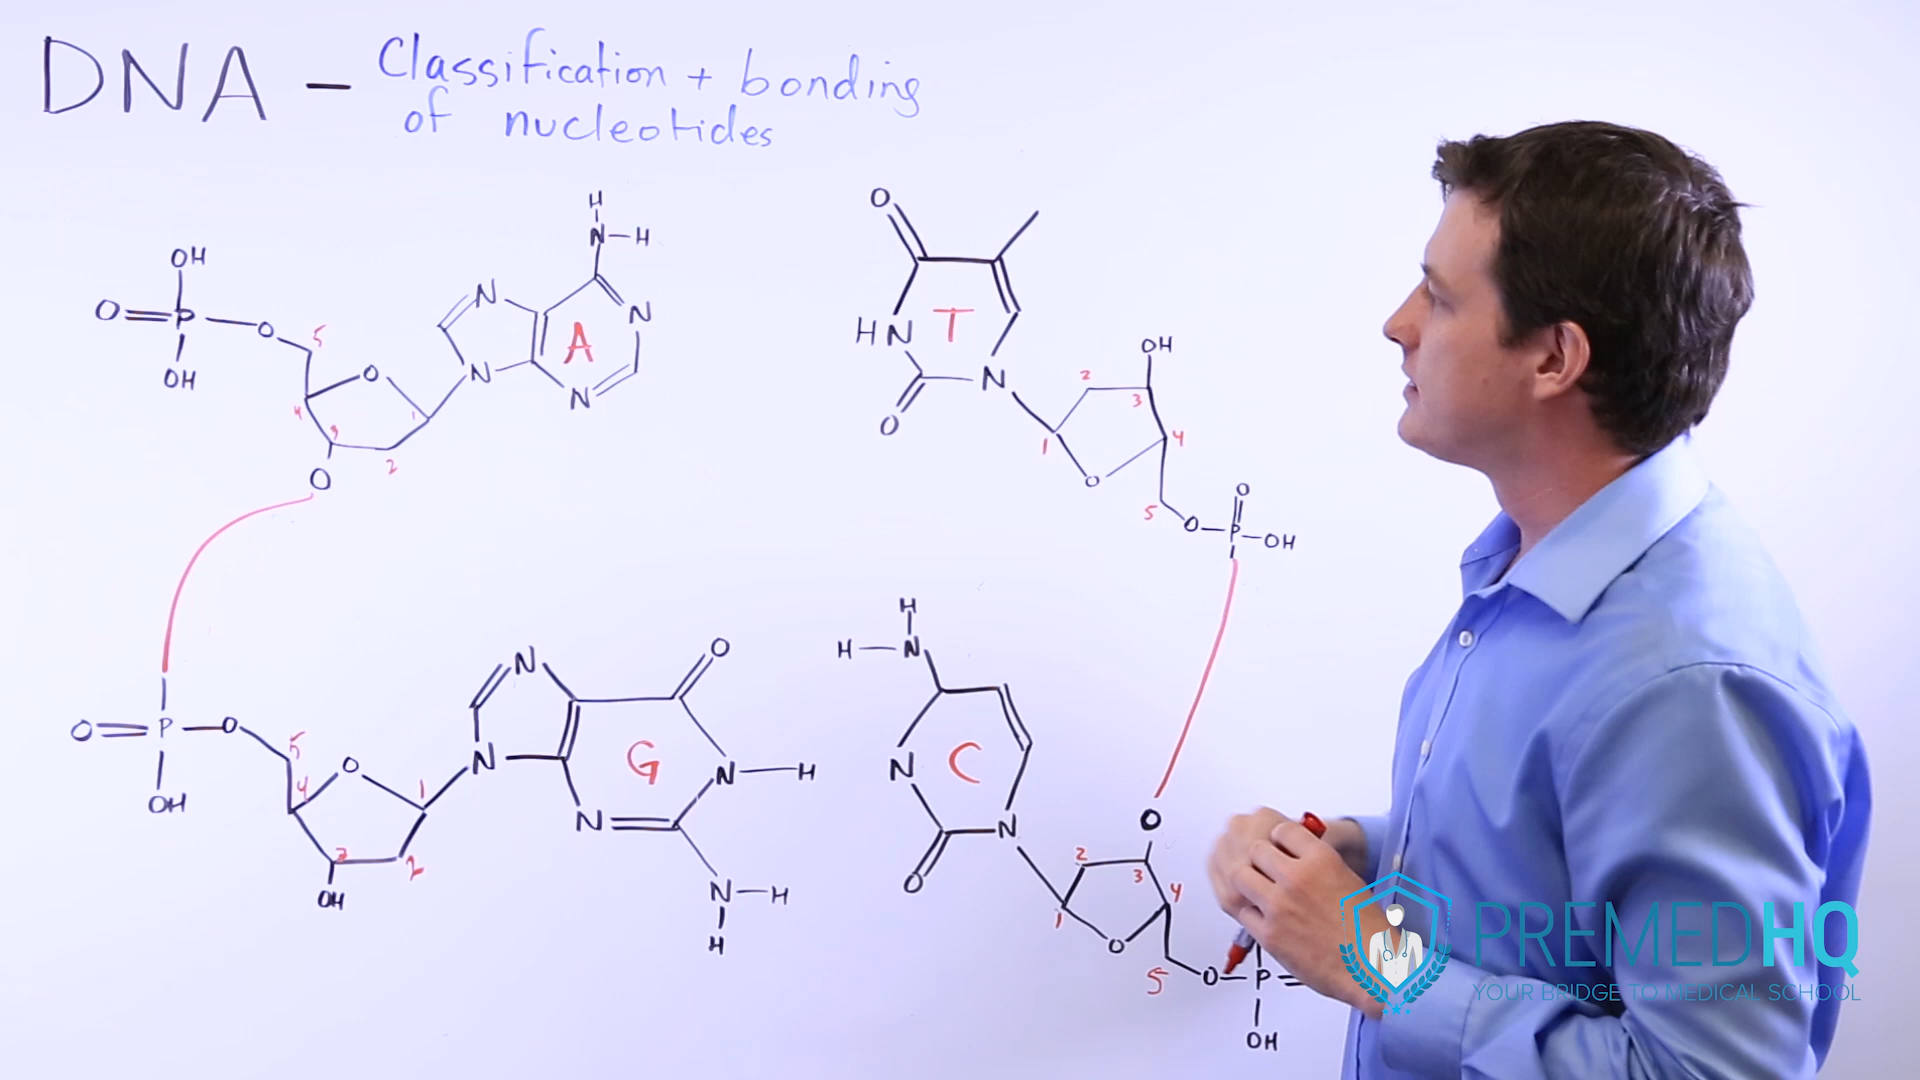 DNA - Classification + bonding
of nucleotides
H
N-H
OH
O=P-O
5
OH
N
N
A
O
N
N
4
3
1
2
O
O
T
HN
N
O
OH
2
3
1
4
O
5
O-P-OH
O
H
H-N
N
O
N
G
O=P-O
5
OH
4
O
1
N
N-H
N
3
2
OH
N-H
H
N
C
N
O
O
2
3
4
1
O
5
O-P=
OH
PREMEDHQ
YOUR BRIDGE TO MEDICAL SCHOOL